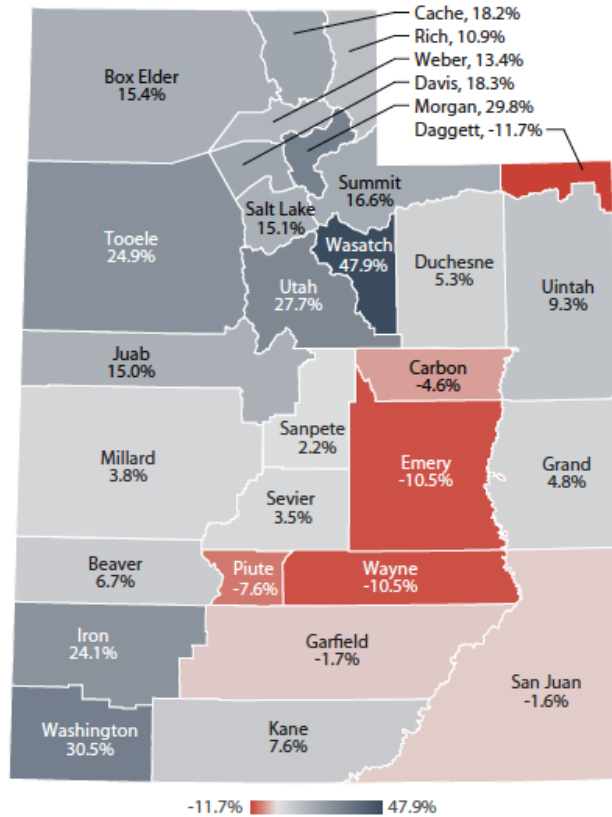 Cache, 18.2%
Rich, 10.9%
Weber, 13.4%
Davis, 18.3%
Morgan, 29.8%
Daggett, -11.7%
Box Elder
15.4%
Summit
16.6%
Salt Lake
15.1%
Tooele
24.9%
Wasatch
47.9%
Duchesne
5.3%
Uintah
9.3%
Utah
27.7%
Juab
15.0%
Carbon
-4.6%
Sanpete
2.2%
Millard
3.8%
Emery
-10.5%
Grand
4.8%
Sevier
3.5%
Beaver
6.7%
Piute
-7.6%
Wayne
-10.5%
Iron
24.1%
Garfield
-1.7%
San Juan
-1.6%
Washington
30.5%
Kane
7.6%
-11.7% 47.9%